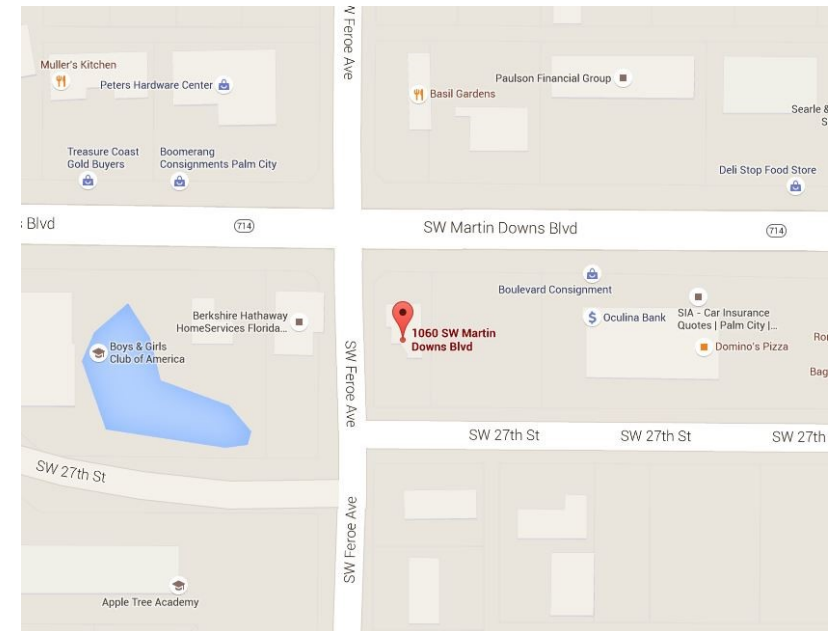 SW Feroe Ave
Muller's Kitchen
Peters Hardware Center
Paulson Financial Group
Basil Gardens
Searle &
S
Treasure Coast
Gold Buyers
Boomerang
Consignments Palm City
Deli Stop Food Store
Blvd
714
SW Martin Downs Blvd
714
Boulevard Consignment
Berkshire Hathaway
HomeServices Florida...
Oculina Bank
SIA - Car Insurance
Quotes | Palm City |...
1060 SW Martin
Downs Blvd
Domino's Pizza
Boys & Girls
Club of America
Bag
SW Feroe Ave
SW 27th St
SW 27th St
SW 27th
SW 27th St
SW Feroe Ave
Apple Tree Academy